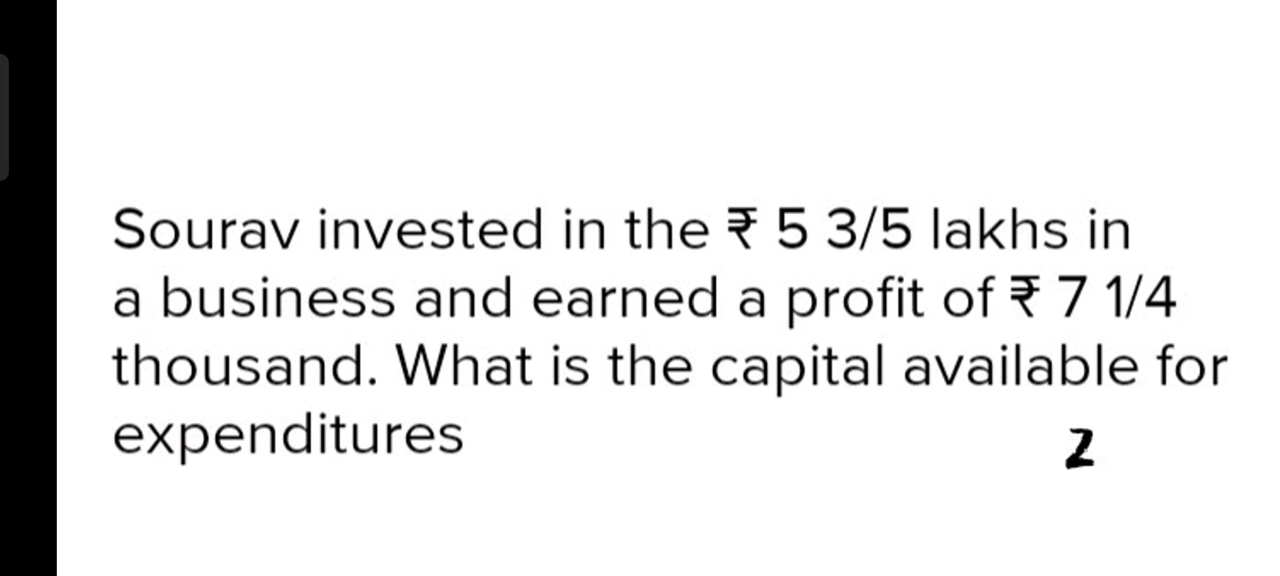 Sourav invested in the ₹ 5 3/5 lakhs in
a business and earned a profit of ₹ 7 1/4
thousand. What is the capital available for
expenditures 2